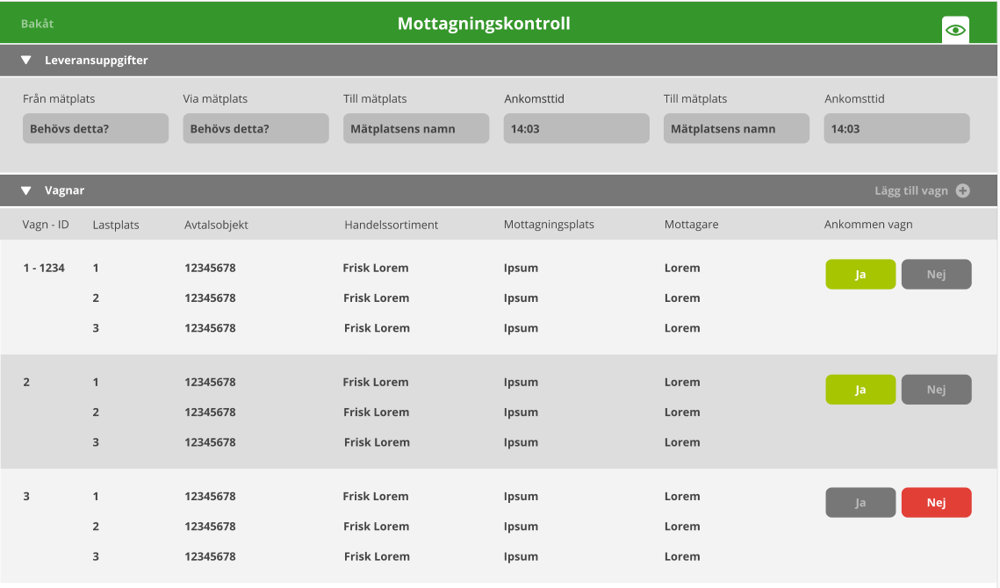 Bakåt Mottagningskontroll
Leveransuppgifter
Från mätplats Via mätplats Till mätplats Ankomsttid Till mätplats Ankomsttid
Behövs detta? Behövs detta? Mätplatsens namn 14:03 Mätplatsens namn 14:03
Vagnar Lägg till vagn
Vagn - ID Lastplats Avtalsobjekt Handelssortiment Mottagningsplats Mottagare Ankommen vagn
1 - 1234 1 12345678 Frisk Lorem Ipsum Lorem Ja Nej
2 12345678 Frisk Lorem Ipsum Lorem
3 12345678 Frisk Lorem Ipsum Lorem
2 1 12345678 Frisk Lorem Ipsum Lorem Ja Nej
2 12345678 Frisk Lorem Ipsum Lorem
3 12345678 Frisk Lorem Ipsum Lorem
3 1 12345678 Frisk Lorem Ipsum Lorem Ja Nej
2 12345678 Frisk Lorem Ipsum Lorem
3 12345678 Frisk Lorem Ipsum Lorem